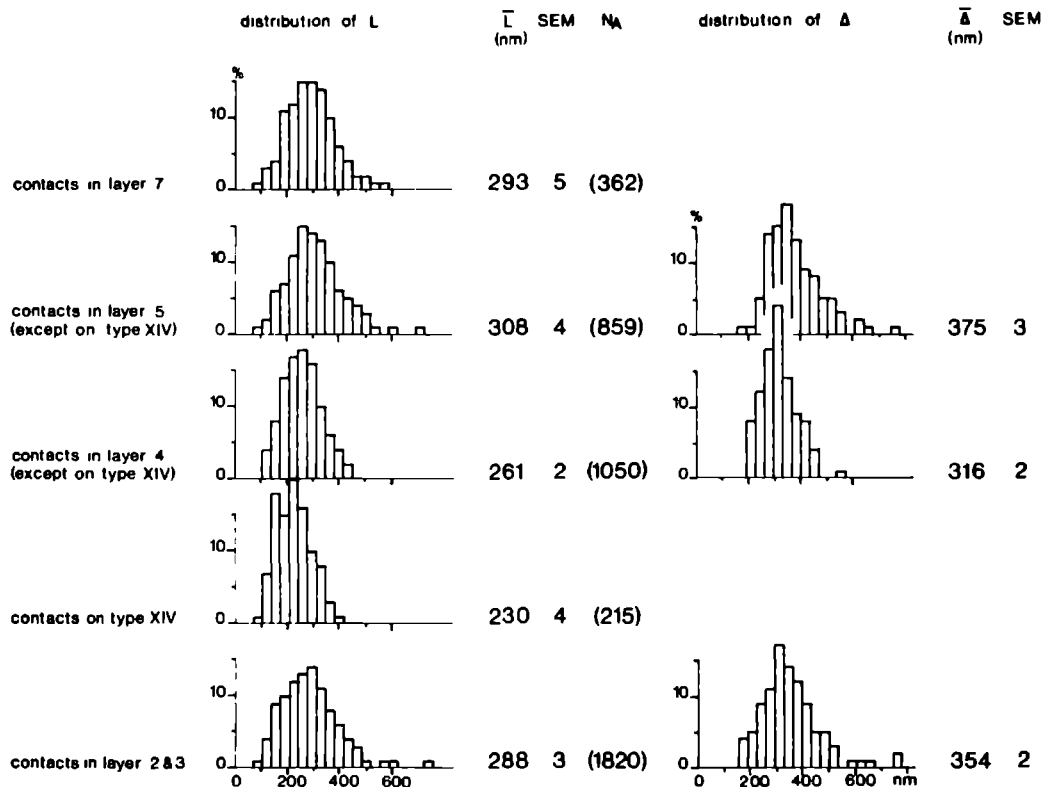 distribution of L L̅ SEM N_A distribution of Δ Δ̅ SEM
(nm) (nm)
%
10
0
contacts in layer 7 293 5 (362)
200 400 600
% 
10 10
0 0
contacts in layer 5
(except on type XIV) 308 4 (859) 375 3
10 10
0 0
contacts in layer 4
(except on type XIV) 261 2 (1050) 316 2
10
0
contacts on type XIV 230 4 (215)
10 10
0 0
contacts in layer 2&3 288 3 (1820) 354 2
0 200 400 600 0 200 400 600 nm